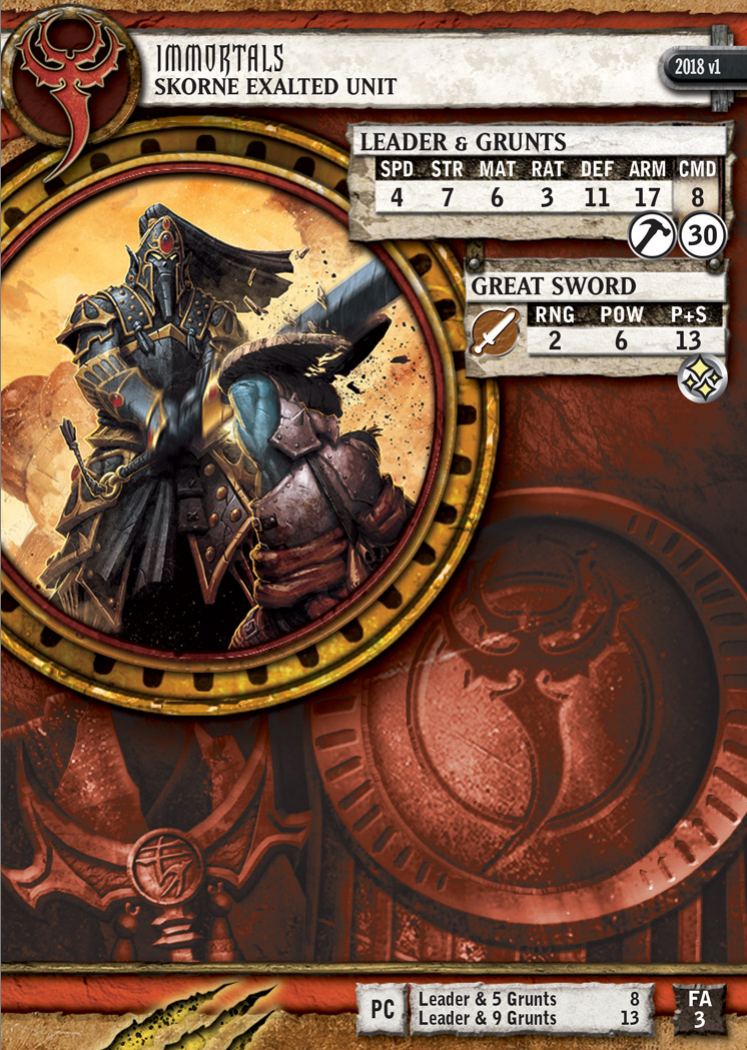 IMMORTALS
SKORNE EXALTED UNIT
2018 v1
LEADER & GRUNTS
SPD STR MAT RAT DEF ARM CMD
4 7 6 3 11 17 8
30
GREAT SWORD
RNG POW P+S
2 6 13
PC
Leader & 5 Grunts 8
Leader & 9 Grunts 13
FA
3